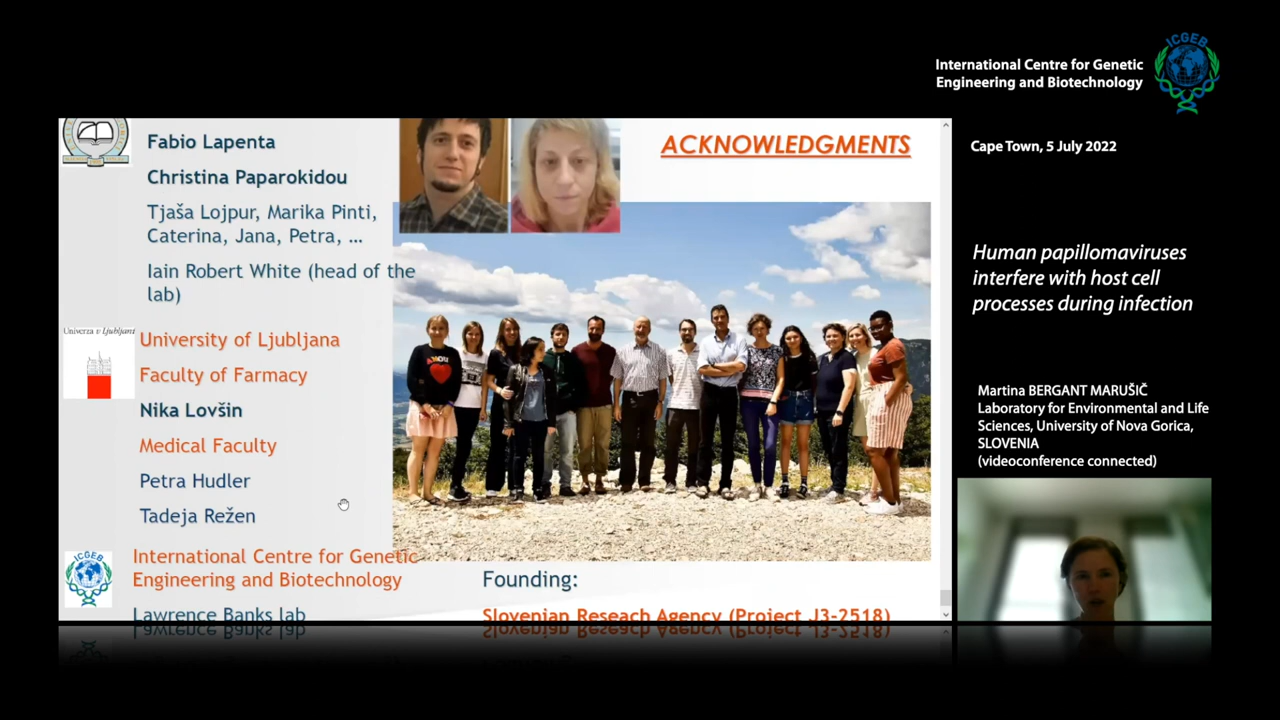 International Centre for Genetic
Engineering and Biotechnology
ICGEB
Cape Town, 5 July 2022
Human papillomaviruses
interfere with host cell
processes during infection
Martina BERGANT MARUŠIČ
Laboratory for Environmental and Life
Sciences, University of Nova Gorica,
SLOVENIA
(videoconference connected)
ACKNOWLEDGMENTS
Fabio Lapenta
Christina Paparokidou
Tjaša Lojpur, Marika Pinti,
Caterina, Jana, Petra, ...
Iain Robert White (head of the
lab)
Univerza v Ljubljani
University of Ljubljana
Faculty of Farmacy
Nika Lovšin
Medical Faculty
Petra Hudler
Tadeja Režen
ICGEB
International Centre for Genetic
Engineering and Biotechnology
Lawrence Banks lab
Founding:
Slovenian Reseach Agency (Project J3-2518)